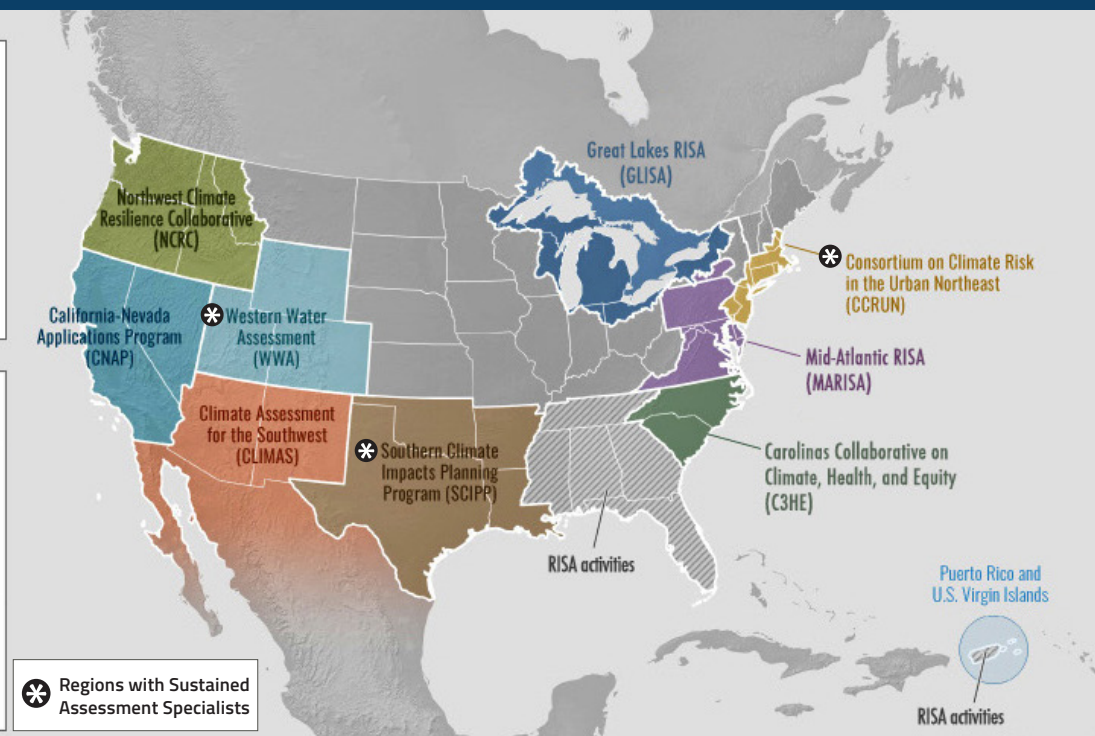 Great Lakes RISA
(GLISA)
Northwest Climate
Resilience Collaborative
(NCRC)
Consortium on Climate Risk
in the Urban Northeast
(CCRUN)
California-Nevada
Applications Program
(CNAP)
Western Water
Assessment
(WWA)
Mid-Atlantic RISA
(MARISA)
Climate Assessment
for the Southwest
(CLIMAS)
Southern Climate
Impacts Planning
Program (SCIPP)
Carolinas Collaborative on
Climate, Health, and Equity
(C3HE)
RISA activities
Puerto Rico and
U.S. Virgin Islands
RISA activities
Regions with Sustained
Assessment Specialists